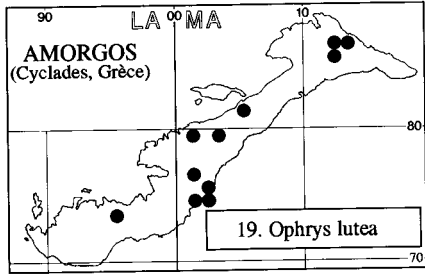 90 LA 00 MA 10
AMORGOS
(Cyclades, Grèce)
80
19. Ophrys lutea
70